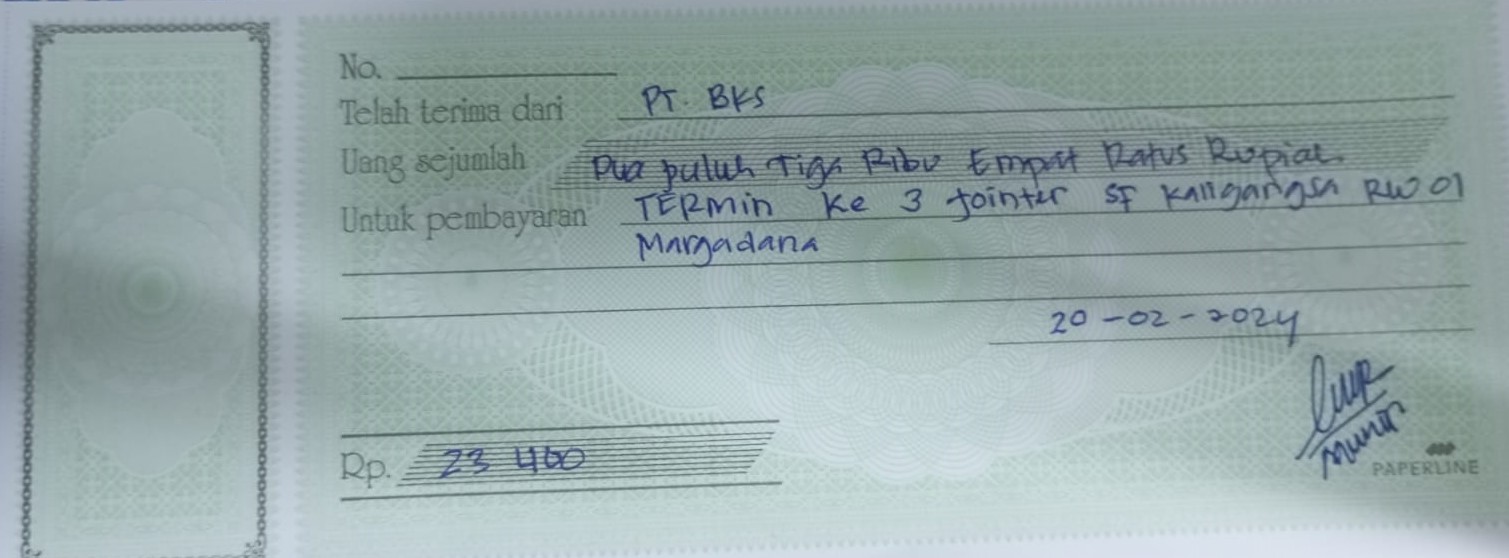 No.
Telah terima dari PT. BKS
Uang sejumlah Dua puluh Tiga Ribu Empat Ratus Rupiah
Untuk pembayaran TERMin Ke 3 Jointer SF Kaligangsa RW 01
Margadana
20-02-2024
Rp. 23 400
Munir
PAPERLINE